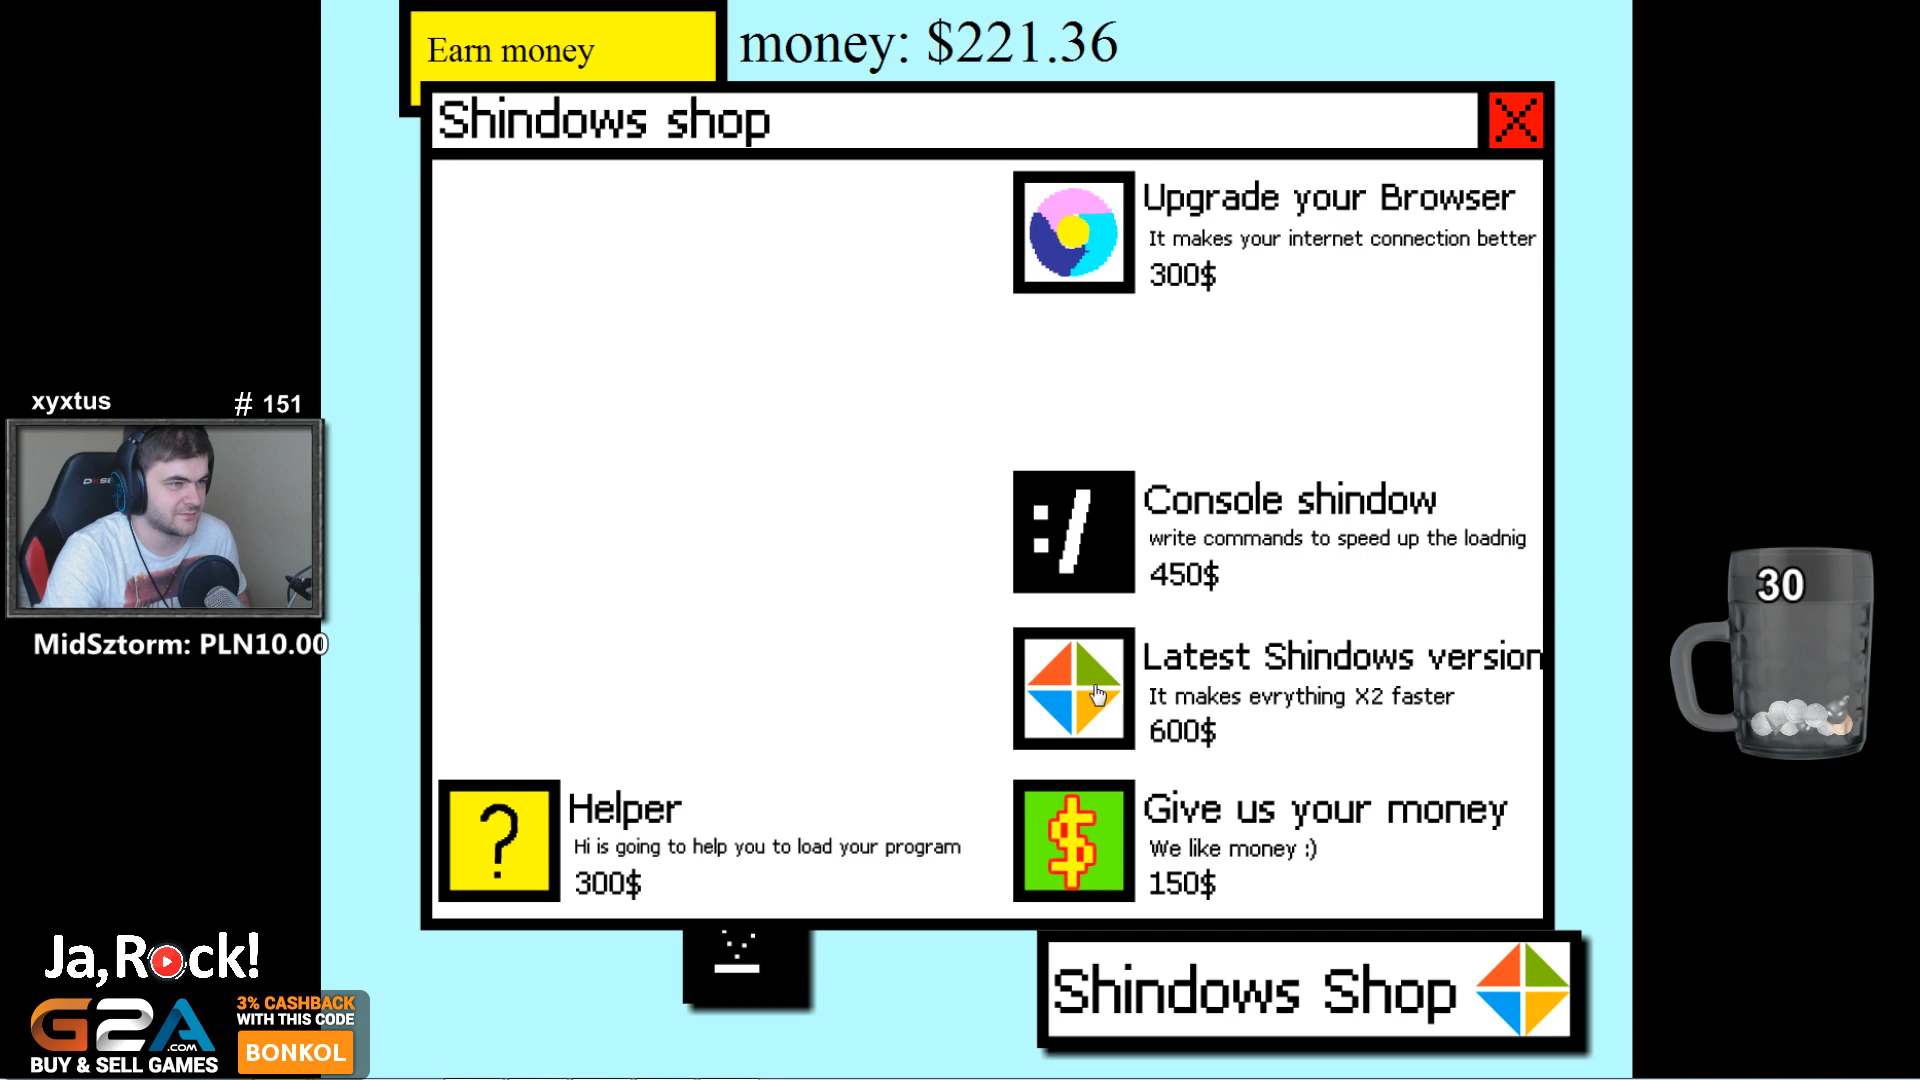 Earn money
money: $221.36
Shindows shop
Upgrade your Browser
It makes your internet connection better
300$
Console shindow
write commands to speed up the loadnig
450$
Latest Shindows version
It makes evrything X2 faster
600$
Helper
Hi is going to help you to load your program
300$
Give us your money
We like money :)
150$
Shindows Shop
xyxtus
# 151
MidSztorm: PLN10.00
30
Ja,Rock!
G2A
.COM
BUY & SELL GAMES
3% CASHBACK
WITH THIS CODE
BONKOL